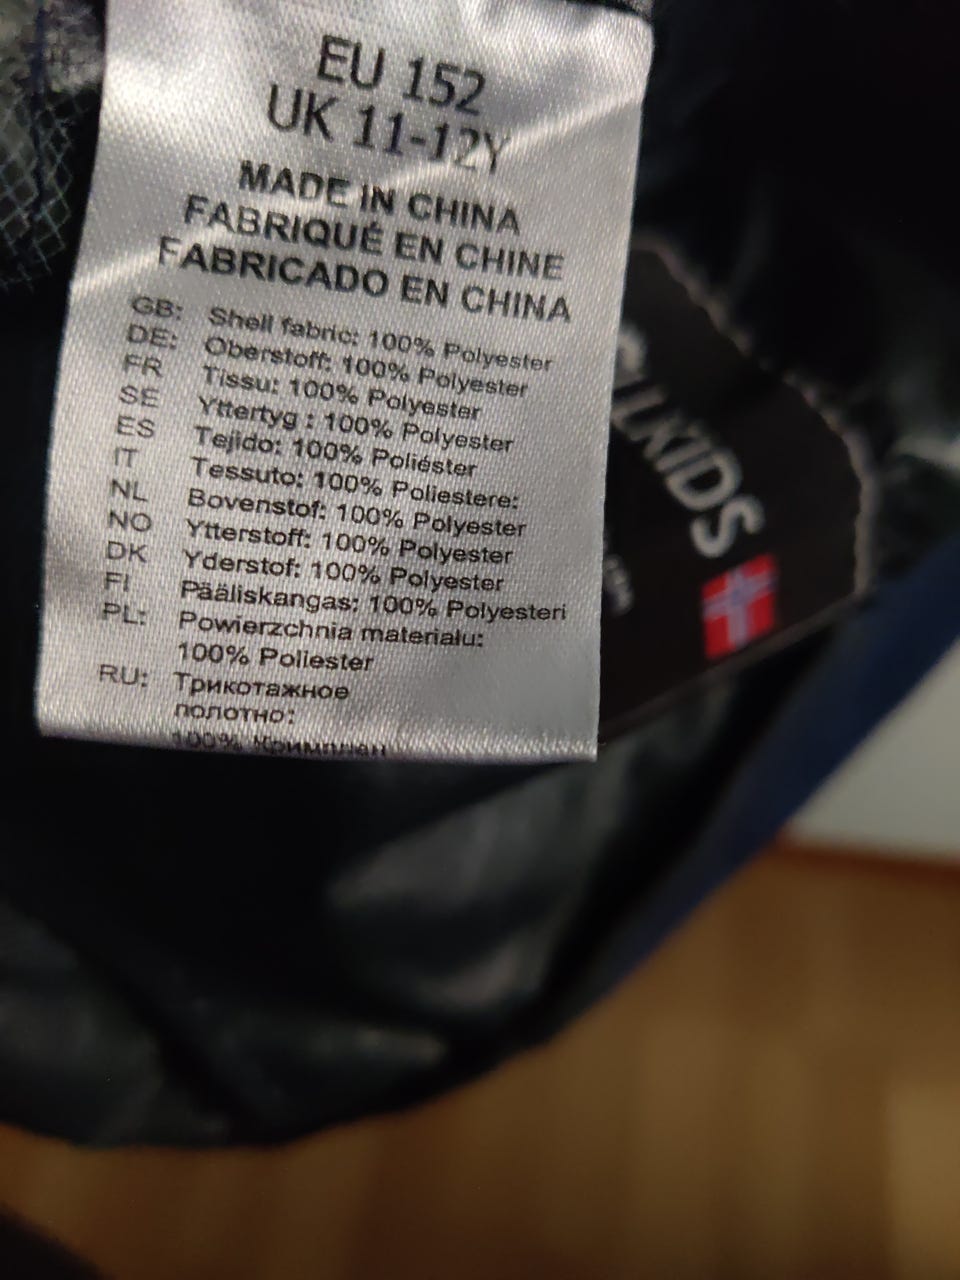 EU 152
UK 11-12Y
MADE IN CHINA
FABRIQUÉ EN CHINE
FABRICADO EN CHINA
GB: Shell fabric: 100% Polyester
DE: Oberstoff: 100% Polyester
FR Tissu: 100% Polyester
SE Yttertyg : 100% Polyester
ES Tejido: 100% Poliéster
IT Tessuto: 100% Poliestere:
NL Bovenstof: 100% Polyester
NO Ytterstoff: 100% Polyester
DK Yderstof: 100% Polyester
FI Pääliskangas: 100% Polyesteri
PL: Powierzchnia materiału:
100% Poliester
RU: Трикотажное
полотно:
100% Кримплан
KIDS